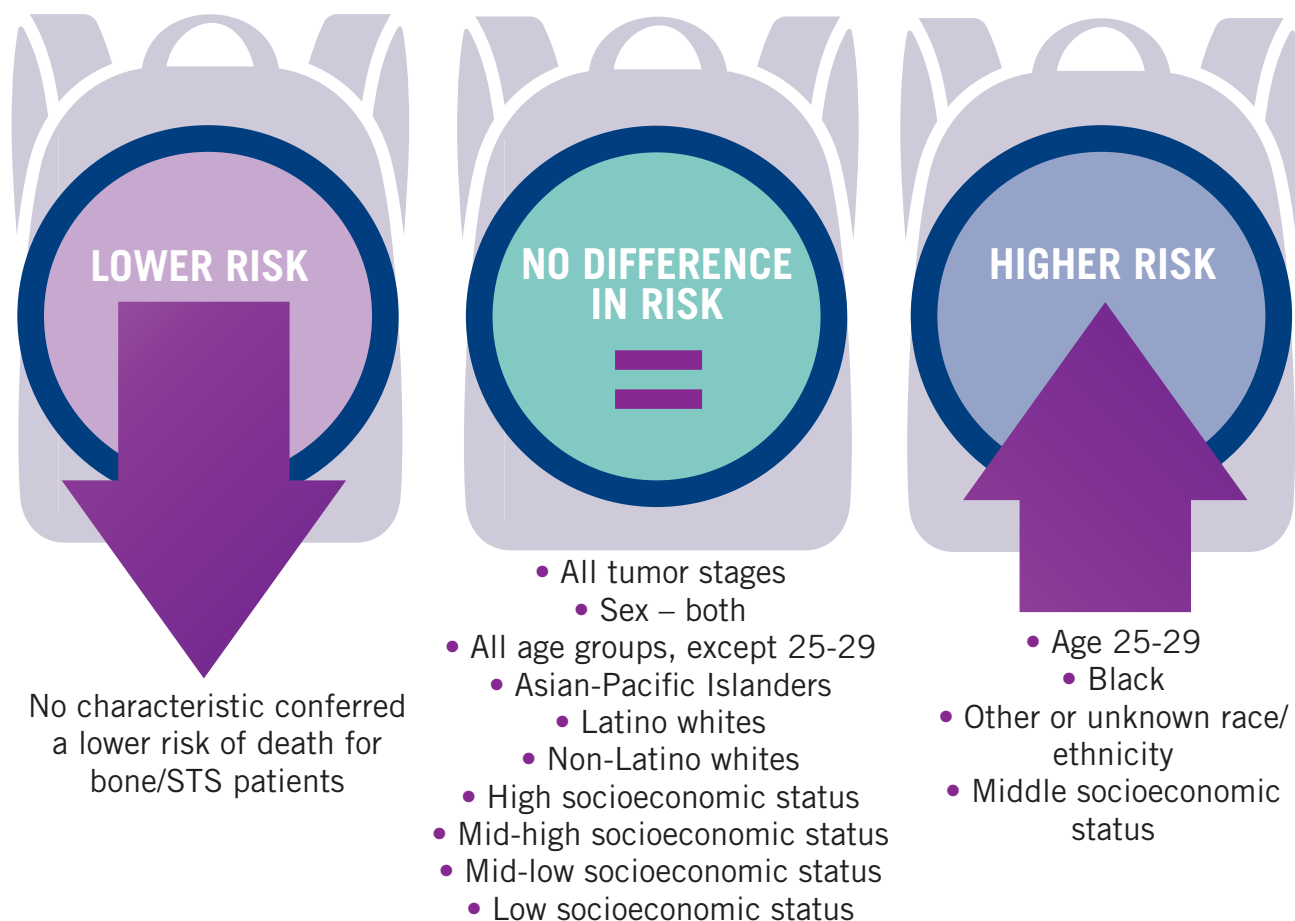 LOWER RISK
No characteristic conferred
a lower risk of death for
bone/STS patients
NO DIFFERENCE
IN RISK
=
• All tumor stages
• Sex – both
• All age groups, except 25-29
• Asian-Pacific Islanders
• Latino whites
• Non-Latino whites
• High socioeconomic status
• Mid-high socioeconomic status
• Mid-low socioeconomic status
• Low socioeconomic status
HIGHER RISK
• Age 25-29
• Black
• Other or unknown race/
ethnicity
• Middle socioeconomic
status